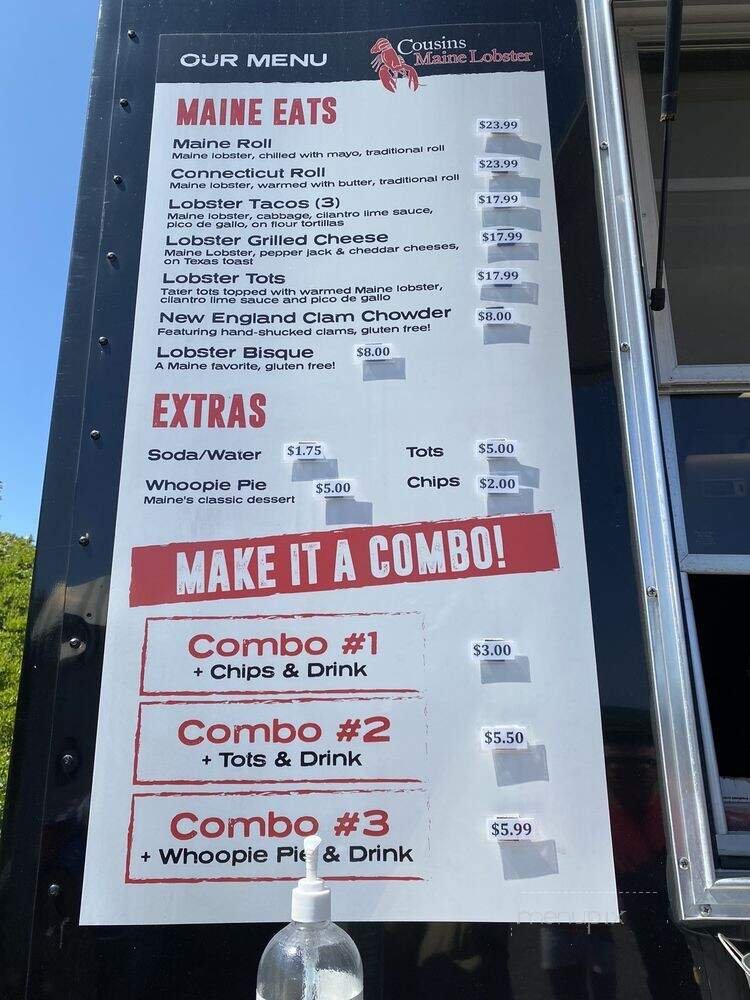 OUR MENU
Cousins
Maine Lobster
MAINE EATS
Maine Roll $23.99
Maine lobster, chilled with mayo, traditional roll
Connecticut Roll $23.99
Maine lobster, warmed with butter, traditional roll
Lobster Tacos (3) $17.99
Maine lobster, cabbage, cilantro lime sauce,
pico de gallo, on flour tortillas
Lobster Grilled Cheese $17.99
Maine Lobster, pepper jack & cheddar cheeses,
on Texas toast
Lobster Tots $17.99
Tater tots topped with warmed Maine lobster,
cilantro lime sauce and pico de gallo
New England Clam Chowder $8.00
Featuring hand-shucked clams, gluten free!
Lobster Bisque $8.00
A Maine favorite, gluten free!
EXTRAS
Soda/Water $1.75 Tots $5.00
Whoopie Pie $5.00 Chips $2.00
Maine's classic dessert
MAKE IT A COMBO!
Combo #1 $3.00
+ Chips & Drink
Combo #2 $5.50
+ Tots & Drink
Combo #3 $5.99
+ Whoopie Pie & Drink
menupix